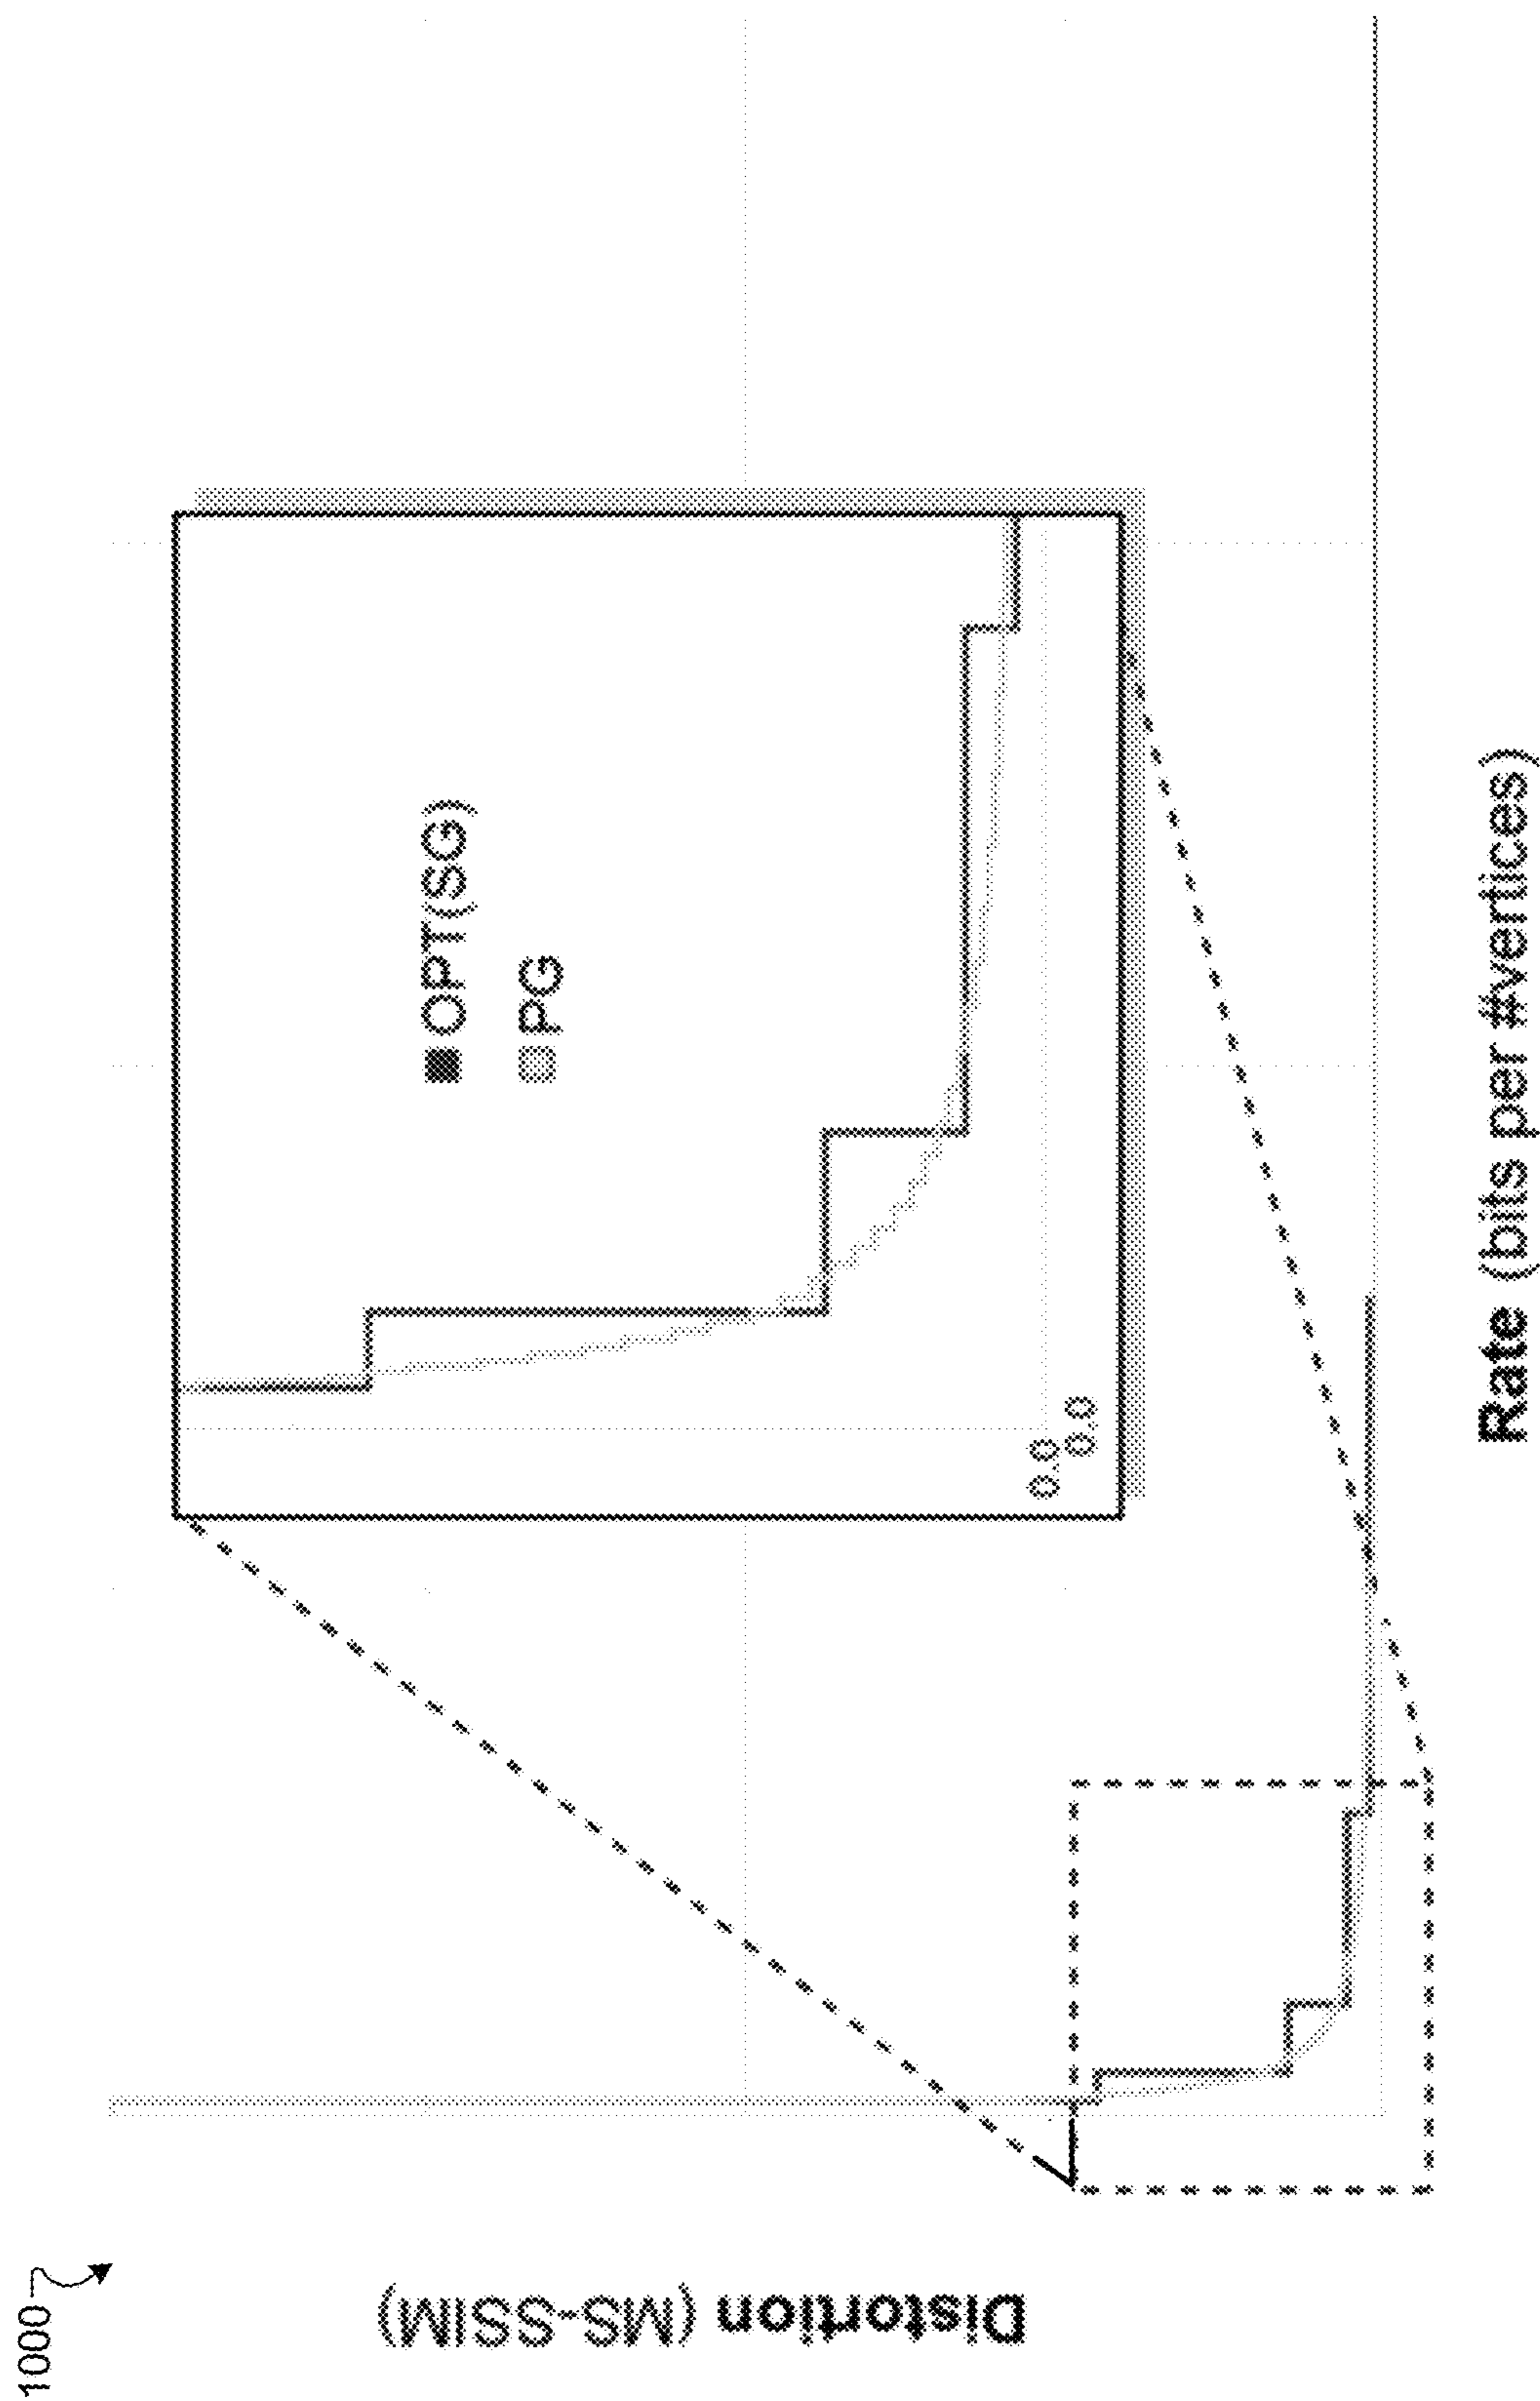 1000
Distortion (MS-SSIM)
OPT(SG)
PG
0.0
0.0
Rate (bits per #vertices)